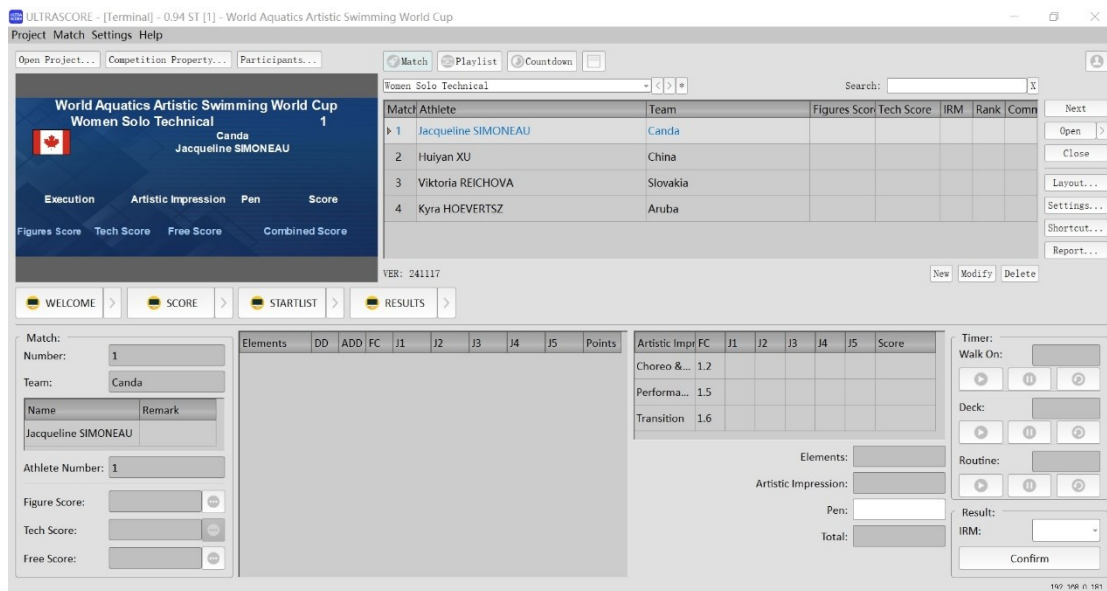 ULTRASCORE - [Terminal] - 0.94 ST [1] - World Aquatics Artistic Swimming World Cup
Project Match Settings Help
Open Project... Competition Property... Participants...
Match Playlist Countdown
Women Solo Technical < > * Search: X
World Aquatics Artistic Swimming World Cup
Women Solo Technical 1
Canda
Jacqueline SIMONEAU
Execution Artistic Impression Pen Score
Figures Score Tech Score Free Score Combined Score
Match Athlete Team Figures Scor Tech Score IRM Rank Comn
1 Jacqueline SIMONEAU Canda
2 Huiyan XU China
3 Viktoria REICHOVA Slovakia
4 Kyra HOEVERTSZ Aruba
Next
Open >
Close
Layout...
Settings...
Shortcut...
Report...
VER: 241117 New Modify Delete
WELCOME > SCORE > STARTLIST > RESULTS >
Match:
Number: 1
Team: Canda
Name Remark
Jacqueline SIMONEAU
Athlete Number: 1
Figure Score:
Tech Score:
Free Score:
Elements DD ADD FC J1 J2 J3 J4 J5 Points
Artistic Impr FC J1 J2 J3 J4 J5 Score
Choreo &... 1.2
Performa... 1.5
Transition 1.6
Elements:
Artistic Impression:
Pen:
Total:
Timer:
Walk On:
Deck:
Routine:
Result:
IRM:
Confirm
192.168.0.181